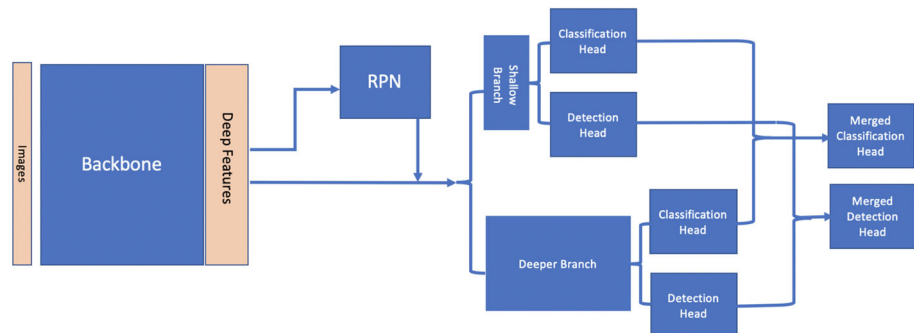 Images
Backbone
Deep Features
RPN
Shallow
Branch
Classification
Head
Detection
Head
Deeper Branch
Classification
Head
Detection
Head
Merged
Classification
Head
Merged
Detection
Head